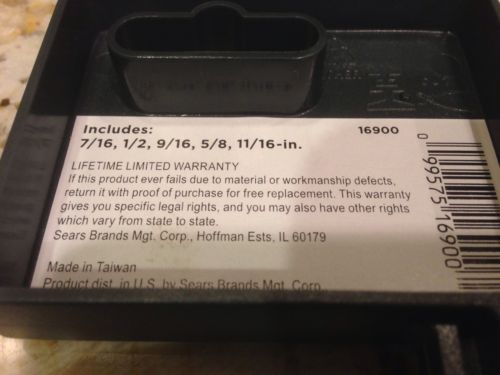 Includes: 16900
7/16, 1/2, 9/16, 5/8, 11/16-in.
LIFETIME LIMITED WARRANTY
If this product ever fails due to material or workmanship defects,
return it with proof of purchase for free replacement. This warranty
gives you specific legal rights, and you may also have other rights
which vary from state to state.
Sears Brands Mgt. Corp., Hoffman Ests, IL 60179
Made in Taiwan
Product dist. in U.S. by Sears Brands Mgt. Corp.,
0 99575 16900